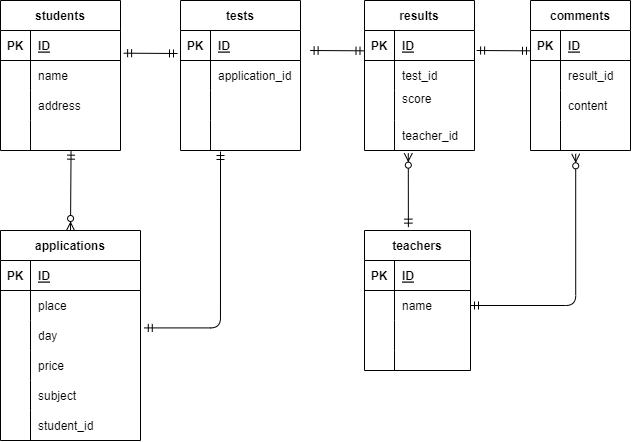 students
PK ID
name
address
tests
PK ID
application_id
results
PK ID
test_id
score
teacher_id
comments
PK ID
result_id
content
applications
PK ID
place
day
price
subject
student_id
teachers
PK ID
name